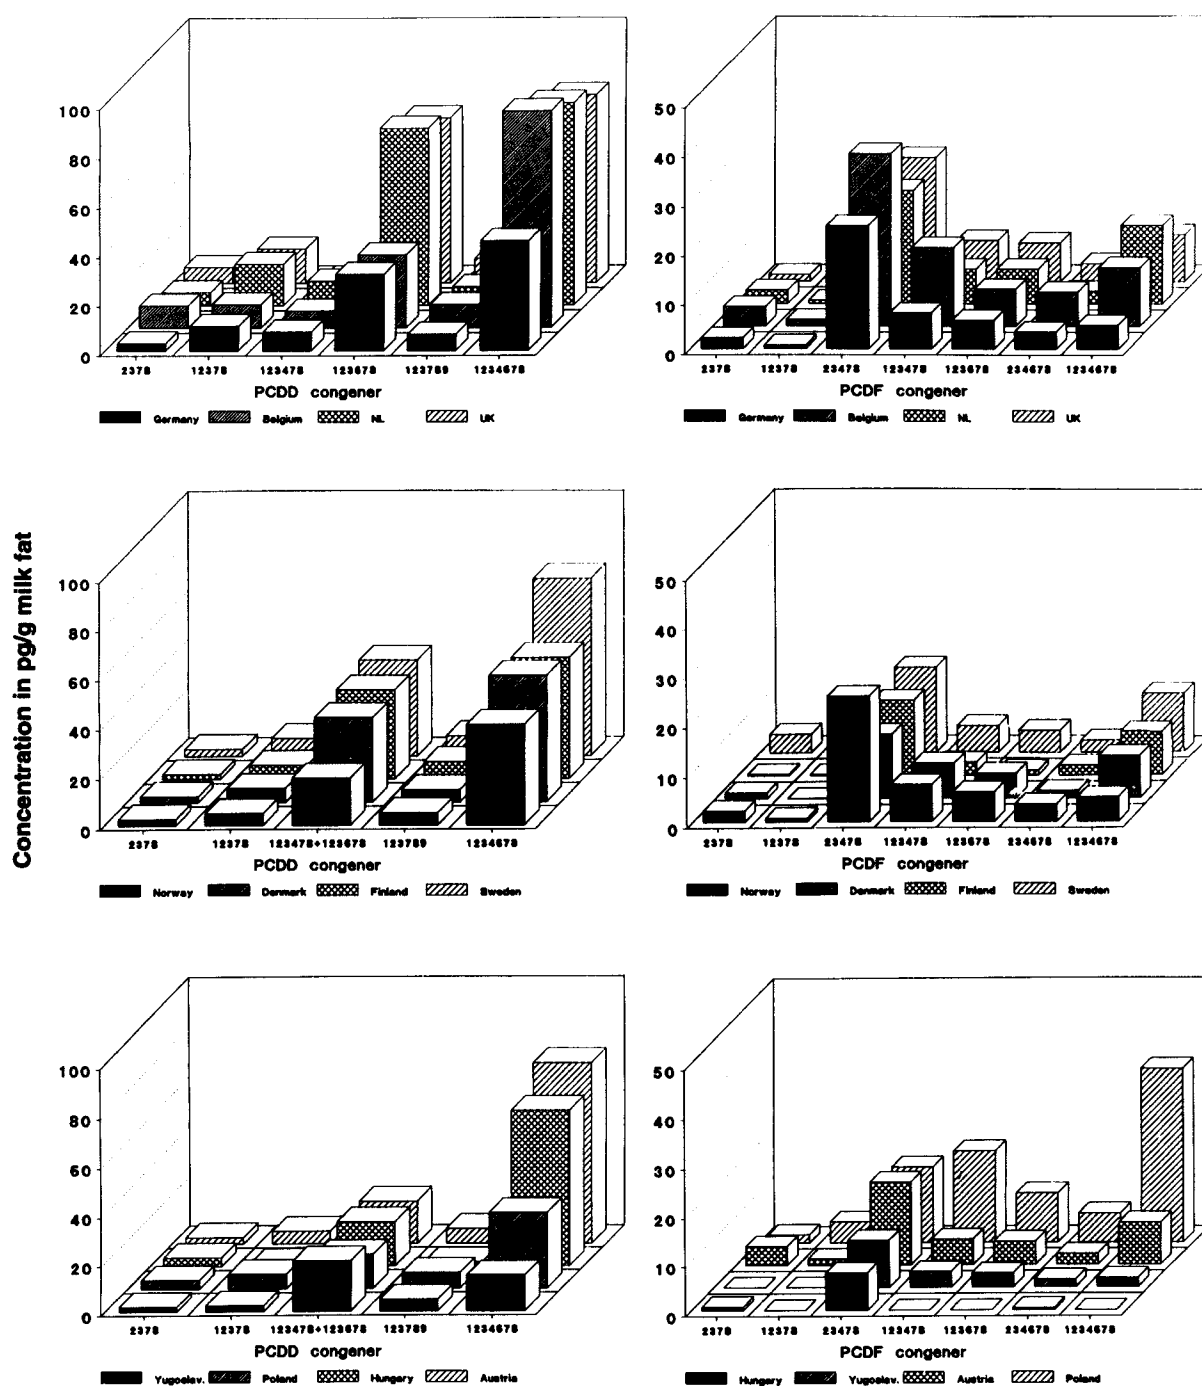 Concentration in pg/g milk fat
100
80
60
40
20
0
2378 12378 123478 123678 123789 1234678
PCDD congener
Germany Belgium NL UK
50
40
30
20
10
0
2378 12378 23478 123478 123678 234678 1234678
PCDF congener
Germany Belgium NL UK
100
80
60
40
20
0
2378 12378 123478+123678 123789 1234678
PCDD congener
Norway Denmark Finland Sweden
50
40
30
20
10
0
2378 12378 23478 123478 123678 234678 1234678
PCDF congener
Norway Denmark Finland Sweden
100
80
60
40
20
0
2378 12378 123478+123678 123789 1234678
PCDD congener
Yugoslav. Poland Hungary Austria
50
40
30
20
10
0
2378 12378 23478 123478 123678 234678 1234678
PCDF congener
Hungary Yugoslav. Austria Poland